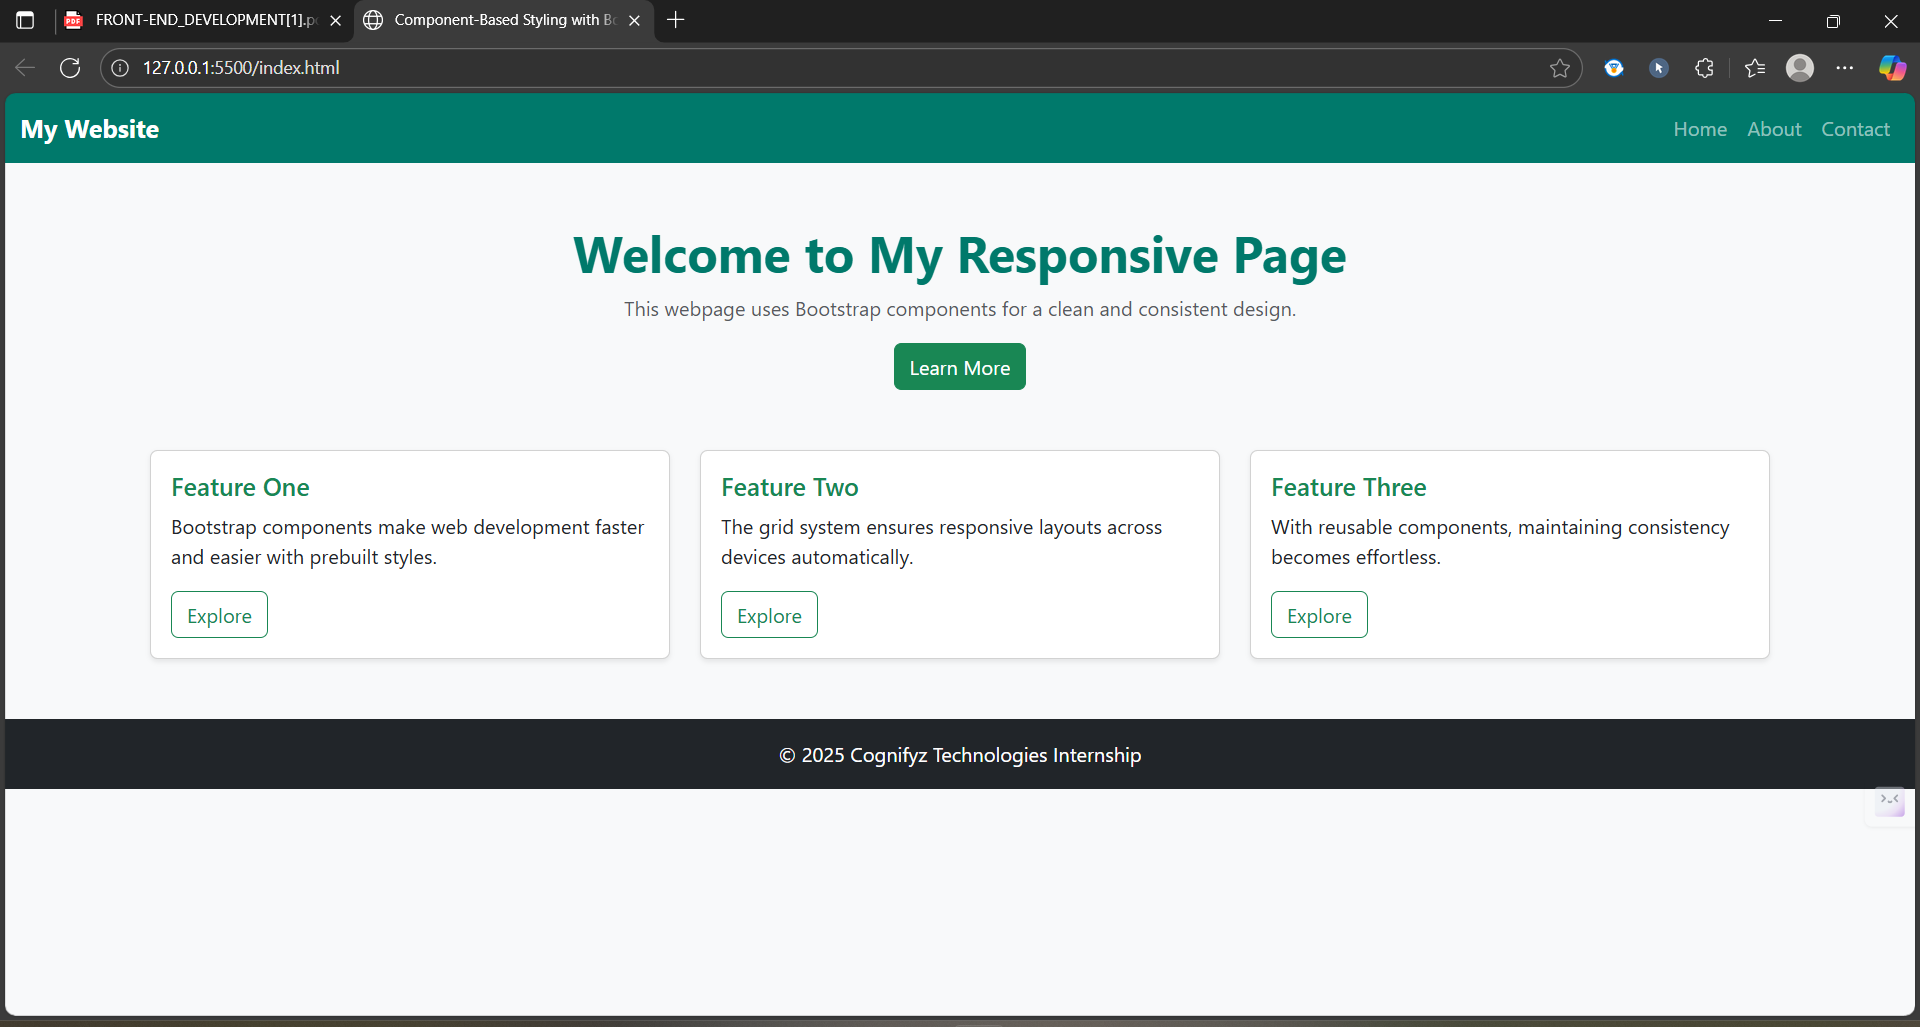 FRONT-END_DEVELOPMENT[1].p
Component-Based Styling with Bo
127.0.0.1:5500/index.html
My Website
Home About Contact
Welcome to My Responsive Page
This webpage uses Bootstrap components for a clean and consistent design.
Learn More
Feature One
Bootstrap components make web development faster
and easier with prebuilt styles.
Explore
Feature Two
The grid system ensures responsive layouts across
devices automatically.
Explore
Feature Three
With reusable components, maintaining consistency
becomes effortless.
Explore
© 2025 Cognifyz Technologies Internship